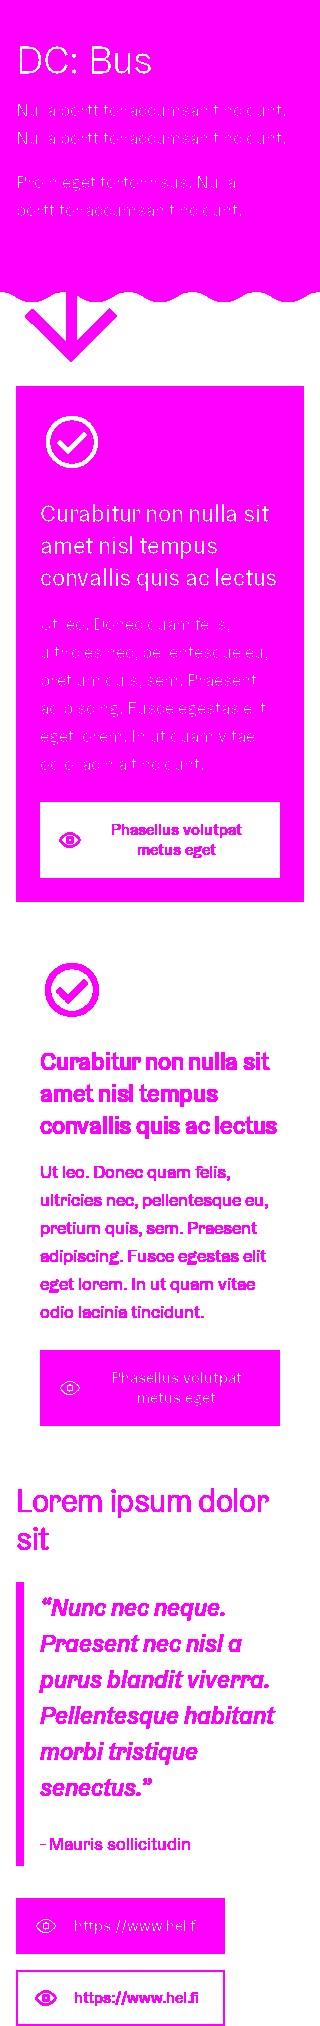 DC: Bus
Nulla porttitor accumsan tincidunt.
Nulla porttitor accumsan tincidunt.
Proin eget tortor risus. Nulla
porttitor accumsan tincidunt.
Curabitur non nulla sit
amet nisl tempus
convallis quis ac lectus
Ut leo. Donec quam felis,
ultricies nec, pellentesque eu,
pretium quis, sem. Praesent
adipiscing. Fusce egestas elit
eget lorem. In ut quam vitae
odio lacinia tincidunt.
Phasellus volutpat
metus eget
Curabitur non nulla sit
amet nisl tempus
convallis quis ac lectus
Ut leo. Donec quam felis,
ultricies nec, pellentesque eu,
pretium quis, sem. Praesent
adipiscing. Fusce egestas elit
eget lorem. In ut quam vitae
odio lacinia tincidunt.
Phasellus volutpat
metus eget
Lorem ipsum dolor
sit
“Nunc nec neque.
Praesent nec nisl a
purus blandit viverra.
Pellentesque habitant
morbi tristique
senectus.”
- Mauris sollicitudin
https://www.hel.fi
https://www.hel.fi